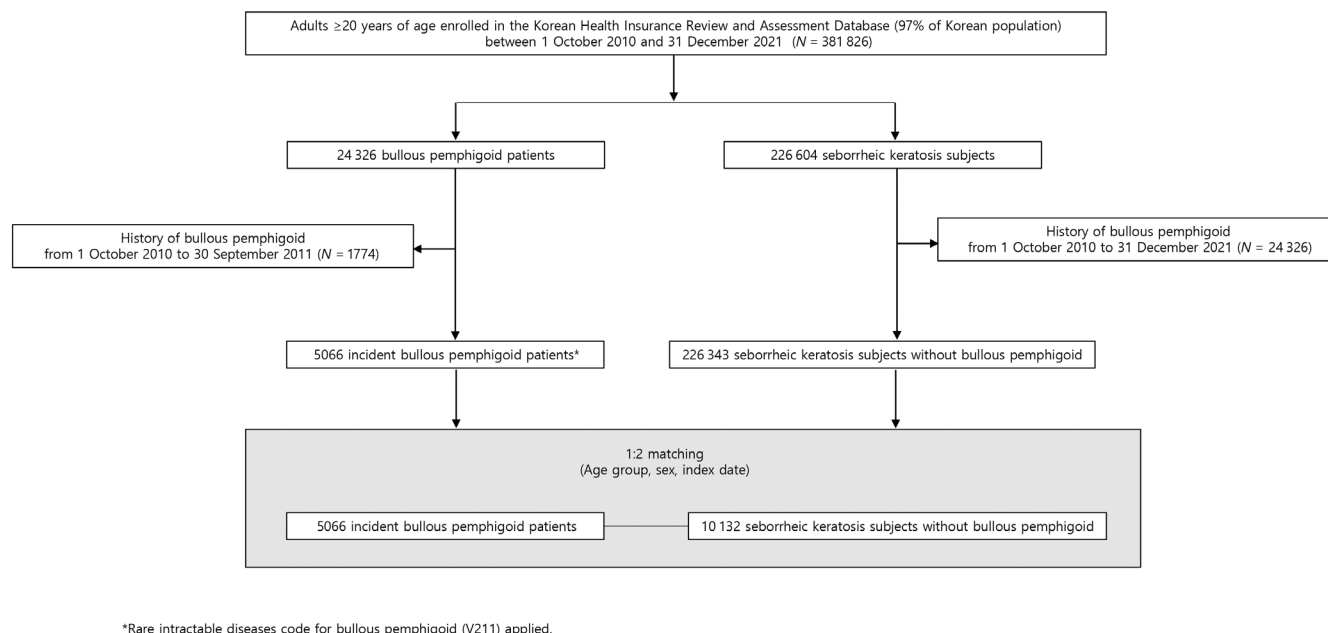 Adults ≥20 years of age enrolled in the Korean Health Insurance Review and Assessment Database (97% of Korean population)
between 1 October 2010 and 31 December 2021 (N = 381 826)
24 326 bullous pemphigoid patients
226 604 seborrheic keratosis subjects
History of bullous pemphigoid
from 1 October 2010 to 30 September 2011 (N = 1774)
History of bullous pemphigoid
from 1 October 2010 to 31 December 2021 (N = 24 326)
5066 incident bullous pemphigoid patients*
226 343 seborrheic keratosis subjects without bullous pemphigoid
1:2 matching
(Age group, sex, index date)
5066 incident bullous pemphigoid patients
10 132 seborrheic keratosis subjects without bullous pemphigoid
*Rare intractable diseases code for bullous pemphigoid (V211) applied.